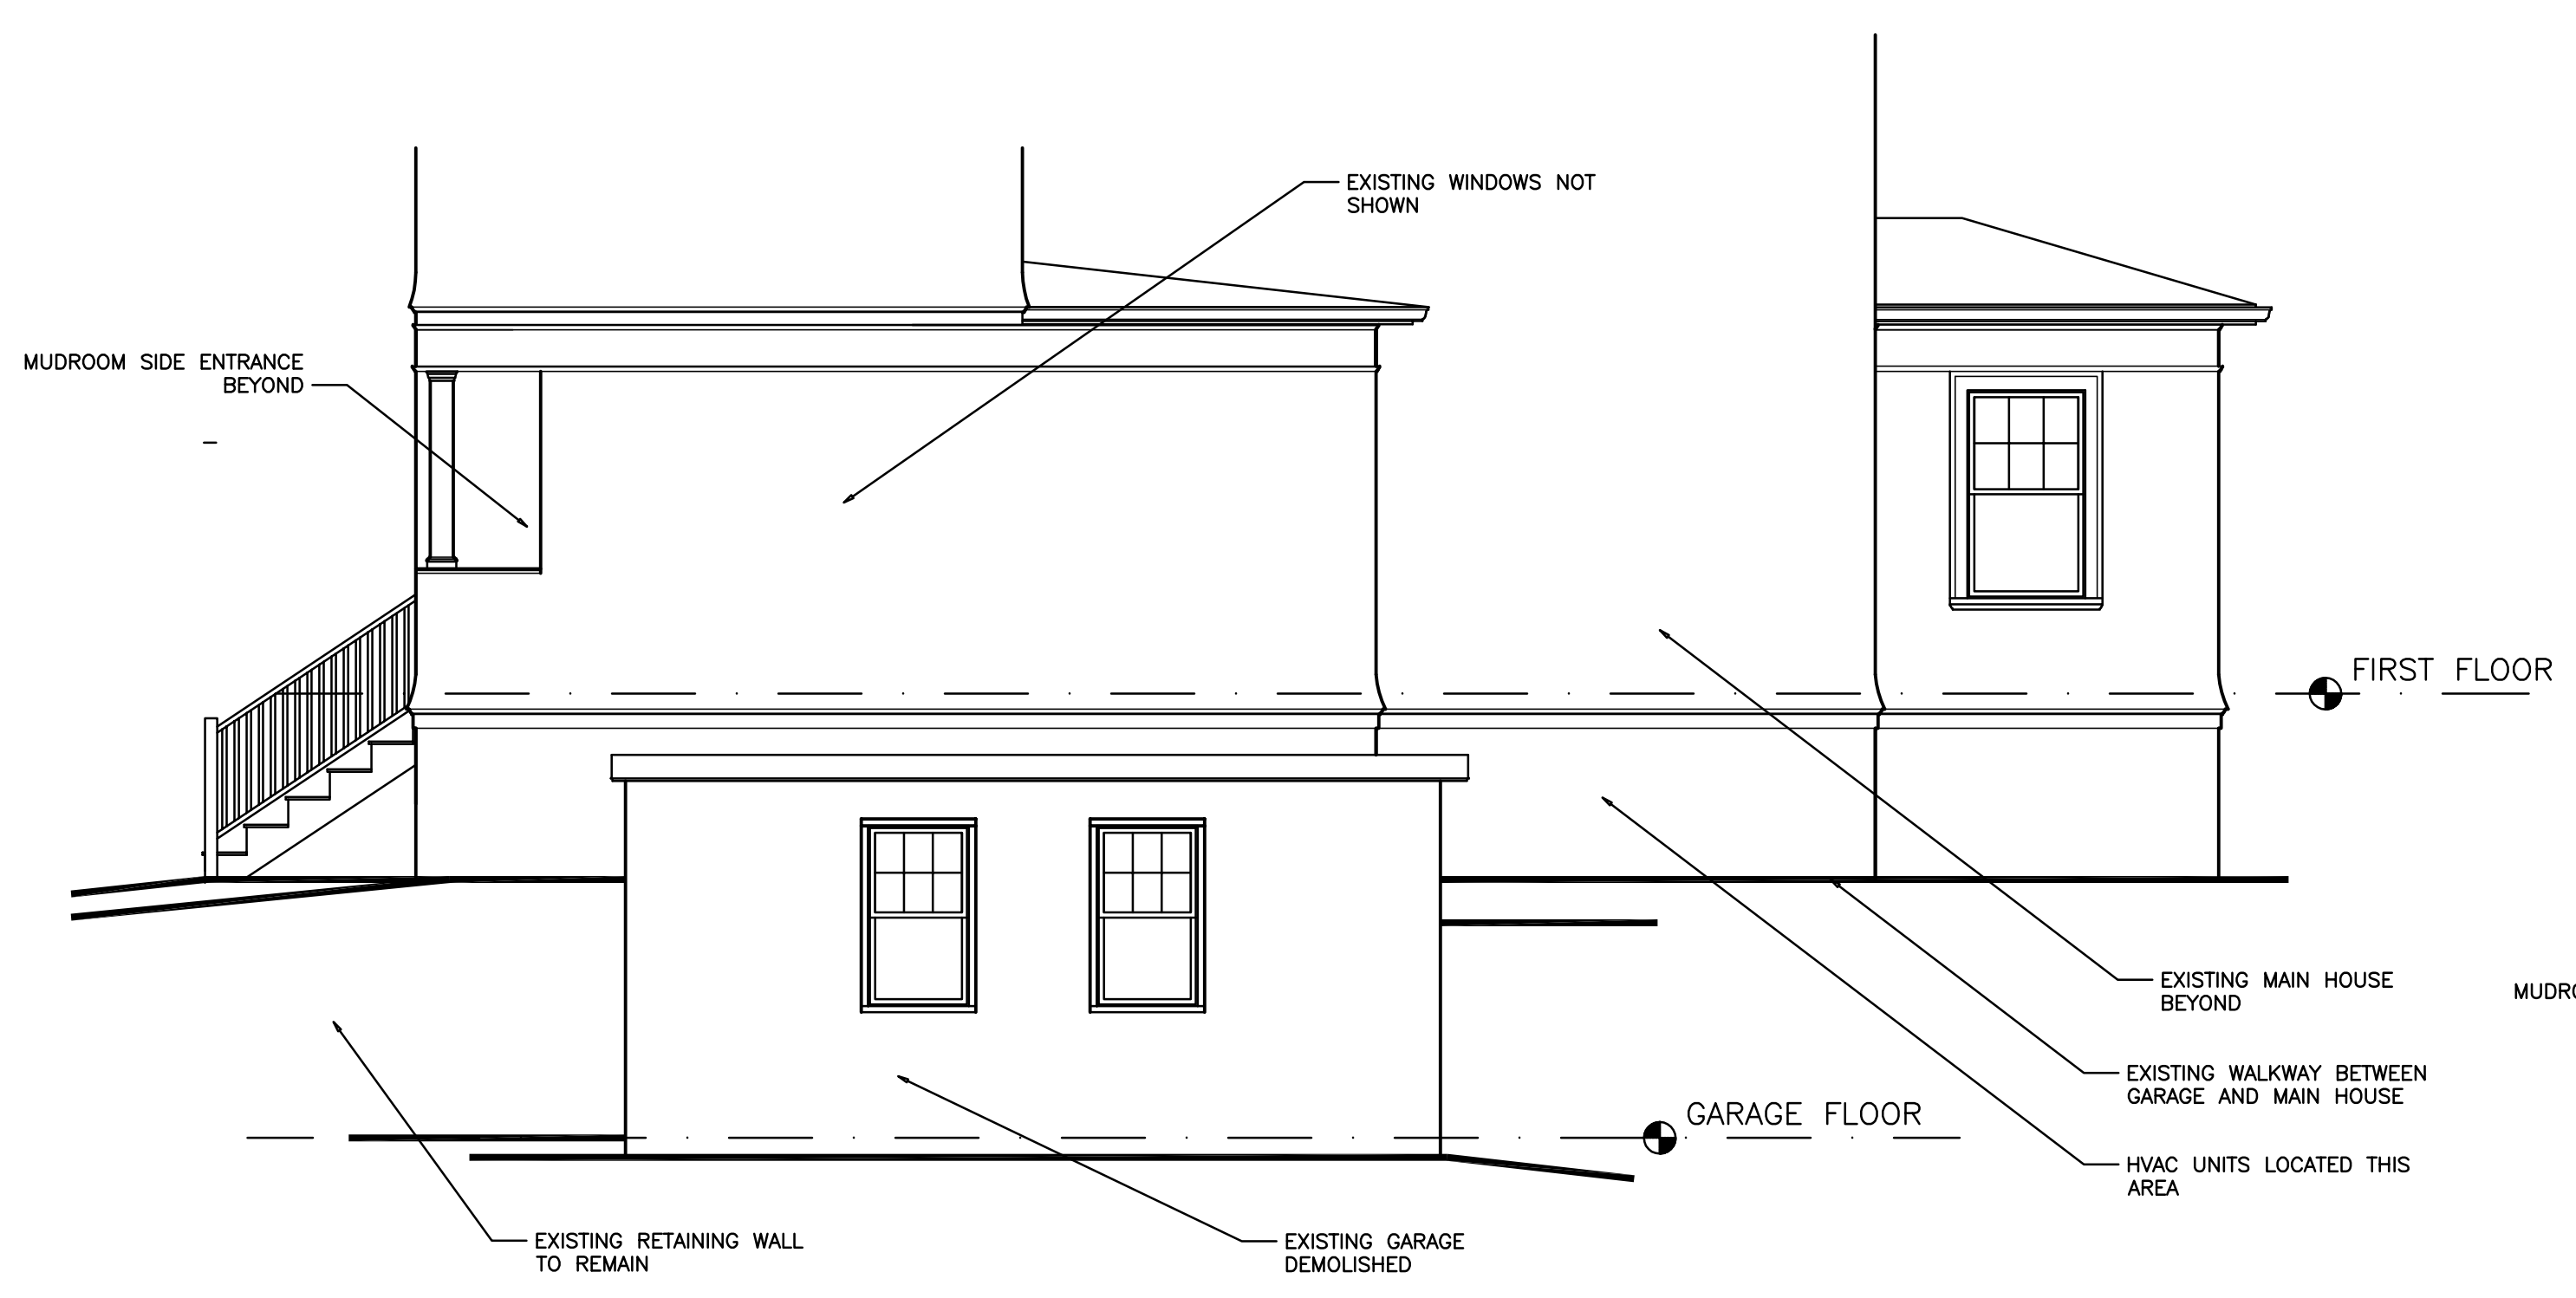 EXISTING WINDOWS NOT
SHOWN
MUDROOM SIDE ENTRANCE
BEYOND
FIRST FLOOR
EXISTING MAIN HOUSE
BEYOND
MUDRO
EXISTING WALKWAY BETWEEN
GARAGE AND MAIN HOUSE
GARAGE FLOOR
HVAC UNITS LOCATED THIS
AREA
EXISTING RETAINING WALL
TO REMAIN
EXISTING GARAGE
DEMOLISHED